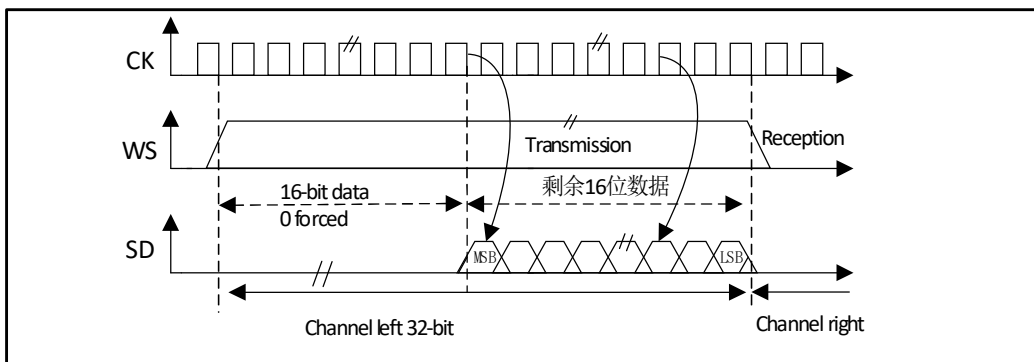 CK
WS
Transmission
Reception
16-bit data
0 forced
剩余16位数据
SD
MSB
LSB
Channel left 32-bit
Channel right